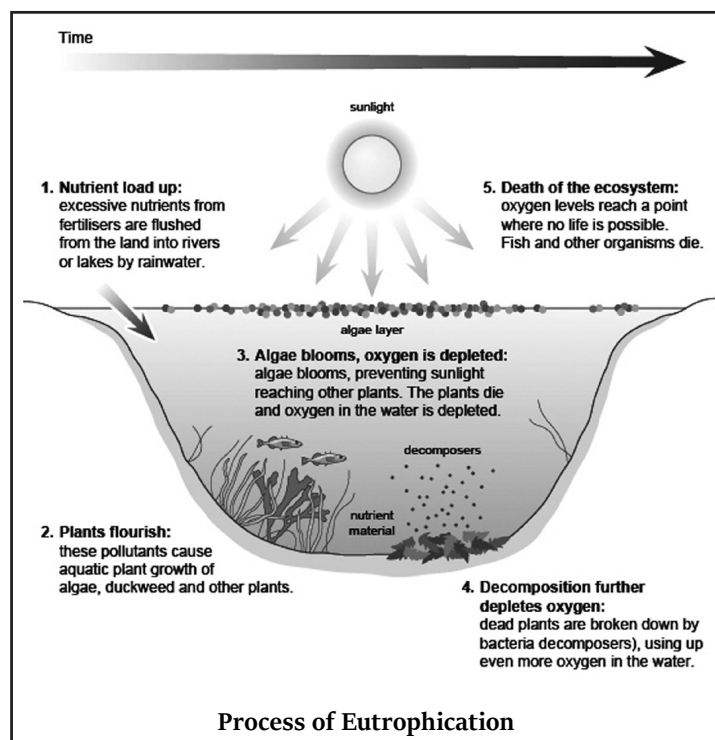 Time
sunlight
1. Nutrient load up:
excessive nutrients from
fertilisers are flushed
from the land into rivers
or lakes by rainwater.
5. Death of the ecosystem:
oxygen levels reach a point
where no life is possible.
Fish and other organisms die.
algae layer
3. Algae blooms, oxygen is depleted:
algae blooms, preventing sunlight
reaching other plants. The plants die
and oxygen in the water is depleted.
decomposers
nutrient
material
2. Plants flourish:
these pollutants cause
aquatic plant growth of
algae, duckweed and other plants.
4. Decomposition further
depletes oxygen:
dead plants are broken down by
bacteria decomposers), using up
even more oxygen in the water.
Process of Eutrophication